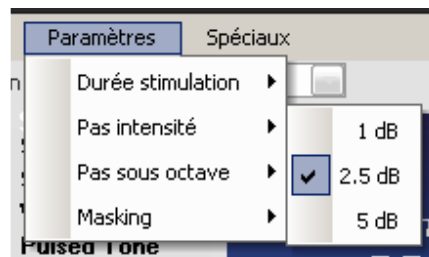 Paramètres Spéciaux
Durée stimulation
Pas intensité
1 dB
Pas sous octave
2.5 dB
Masking
5 dB
Pulsed Tone